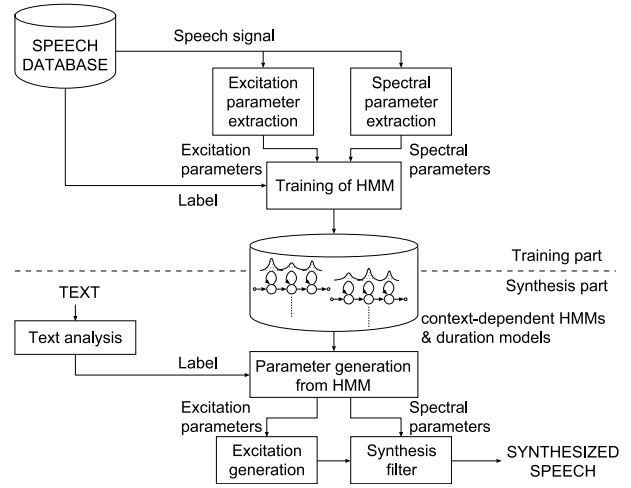 SPEECH
DATABASE
Speech signal
Excitation
parameter
extraction
Spectral
parameter
extraction
Excitation
parameters
Spectral
parameters
Training of HMM
Label
Training part
Synthesis part
TEXT
Text analysis
context-dependent HMMs
& duration models
Label
Parameter generation
from HMM
Excitation
parameters
Spectral
parameters
Excitation
generation
Synthesis
filter
SYNTHESIZED
SPEECH